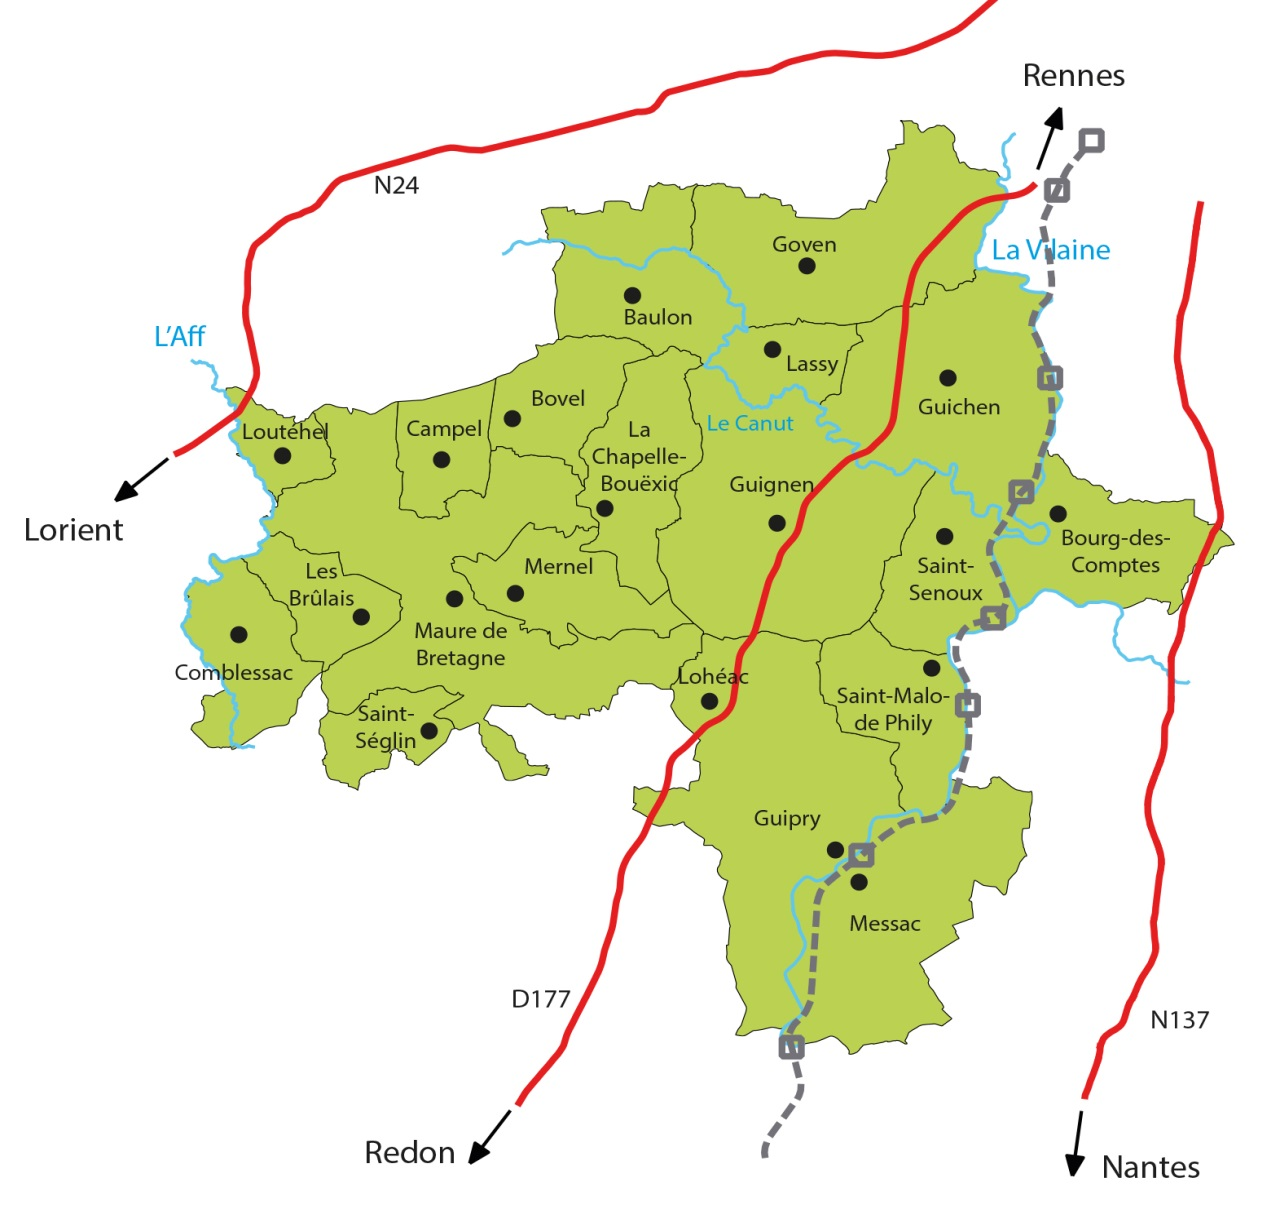 Rennes
N24
Goven
La Vilaine
Baulon
L'Aff
Lassy
Bovel
Guichen
Le Canut
Loutéhel
Campel
La
Chapelle-
Bouëxic
Guignen
Lorient
Bourg-des-
Comptes
Saint-
Senoux
Mernel
Les
Brûlais
Maure de
Bretagne
Comblessac
Lohéac
Saint-Malo-
de Phily
Saint-
Séglin
Guipry
Messac
D177
N137
Redon
Nantes